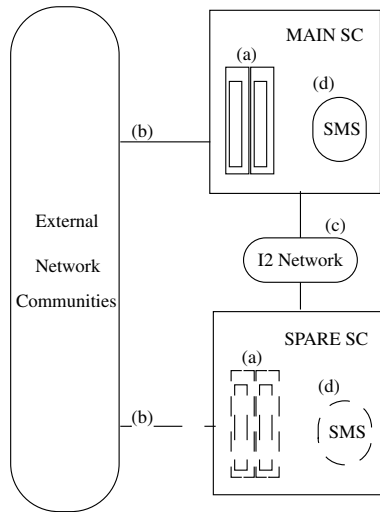 MAIN SC
(a)
(d)
SMS
(b)
External
Network
Communities
(c)
I2 Network
SPARE SC
(a)
(d)
SMS
(b)